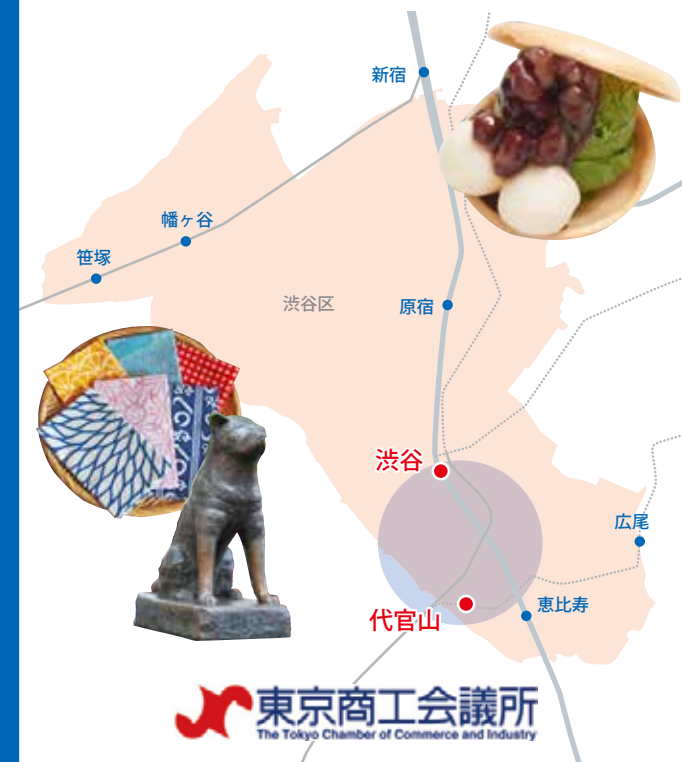 新宿
幡ヶ谷
笹塚
渋谷区
原宿
渋谷
広尾
恵比寿
代官山
東京商工会議所
The Tokyo Chamber of Commerce and Industry